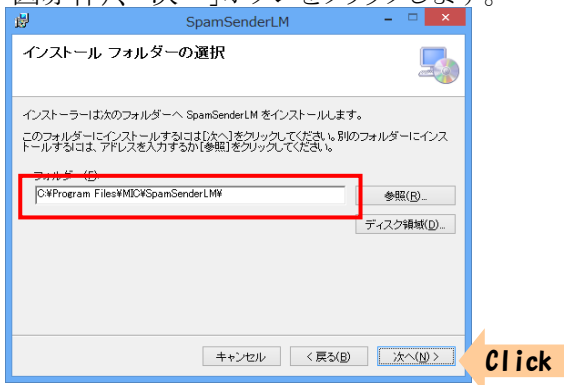 SpamSenderLM
インストール フォルダーの選択
インストーラーは次のフォルダーへ SpamSenderLM をインストールします。
このフォルダーにインストールするには[次へ]をクリックしてください。別のフォルダーにインス
トールするには、アドレスを入力するか[参照]をクリックしてください。
フォルダー(F):
C:¥Program Files¥MIC¥SpamSenderLM¥
参照(R)...
ディスク領域(D)...
キャンセル
< 戻る(B)
次へ(N) >
Click